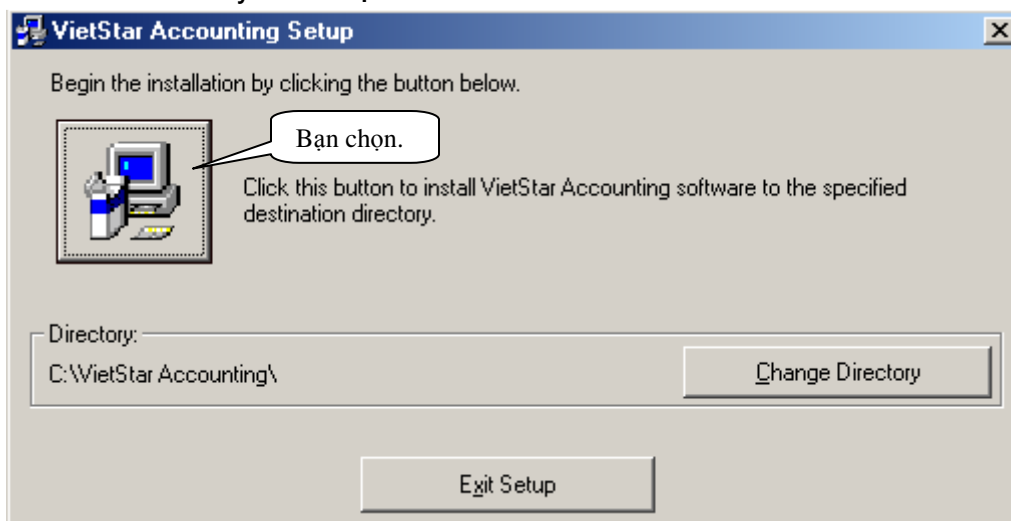 VietStar Accounting Setup
Begin the installation by clicking the button below.
Bạn chọn.
Click this button to install VietStar Accounting software to the specified
destination directory.
Directory:
C:\VietStar Accounting\
Change Directory
Exit Setup